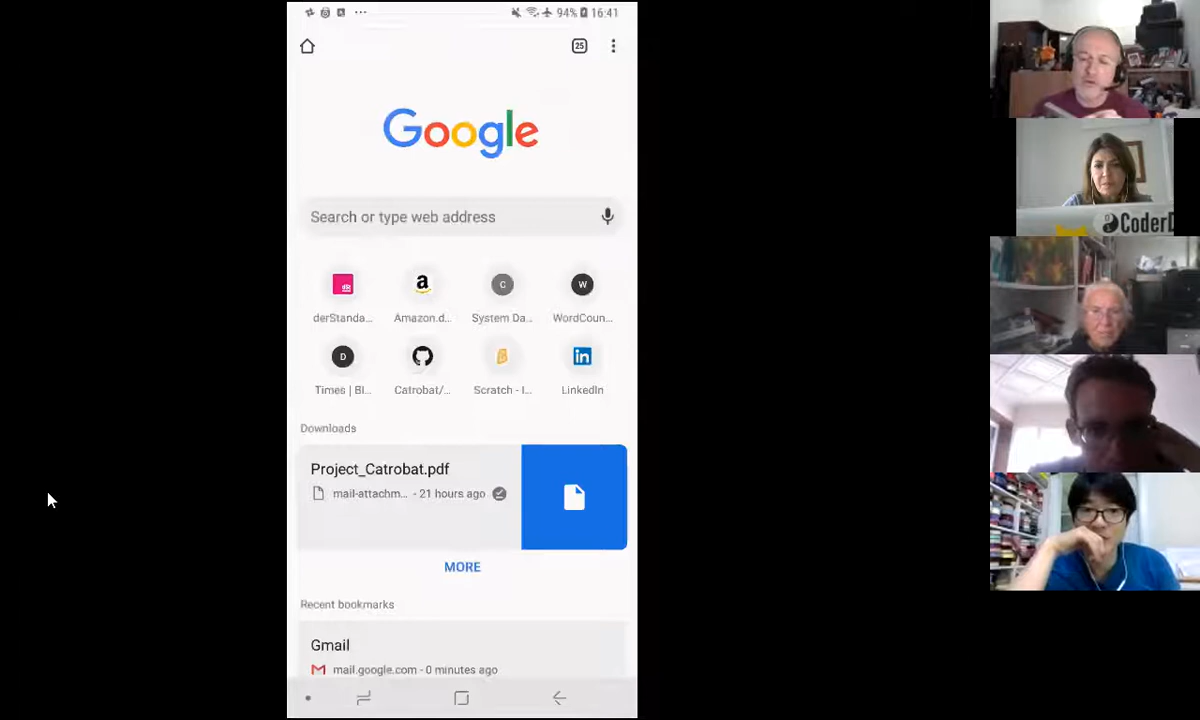 94% 16:41
25
Google
Search or type web address
derStanda... Amazon.d... System Da... WordCoun...
C W
D
Times | Bl... Catrobat/... Scratch - I... LinkedIn
Downloads
Project_Catrobat.pdf
mail-attachm... - 21 hours ago
MORE
Recent bookmarks
Gmail
mail.google.com - 0 minutes ago
CoderD